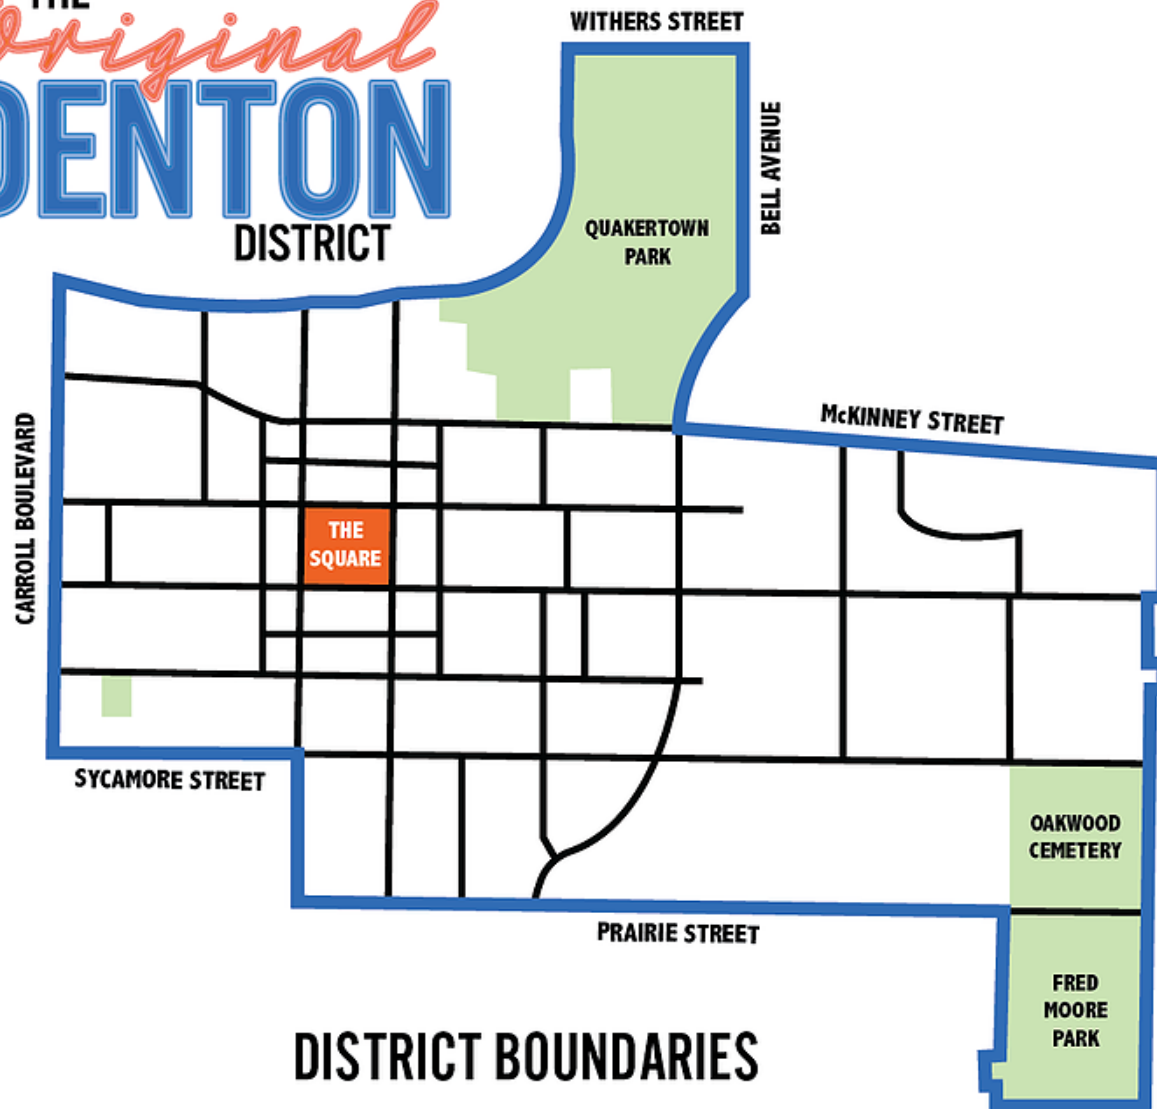 THE
Original
DENTON
DISTRICT
WITHERS STREET
BELL AVENUE
QUAKERTOWN
PARK
McKINNEY STREET
CARROLL BOULEVARD
THE
SQUARE
SYCAMORE STREET
OAKWOOD
CEMETERY
PRAIRIE STREET
FRED
MOORE
PARK
DISTRICT BOUNDARIES